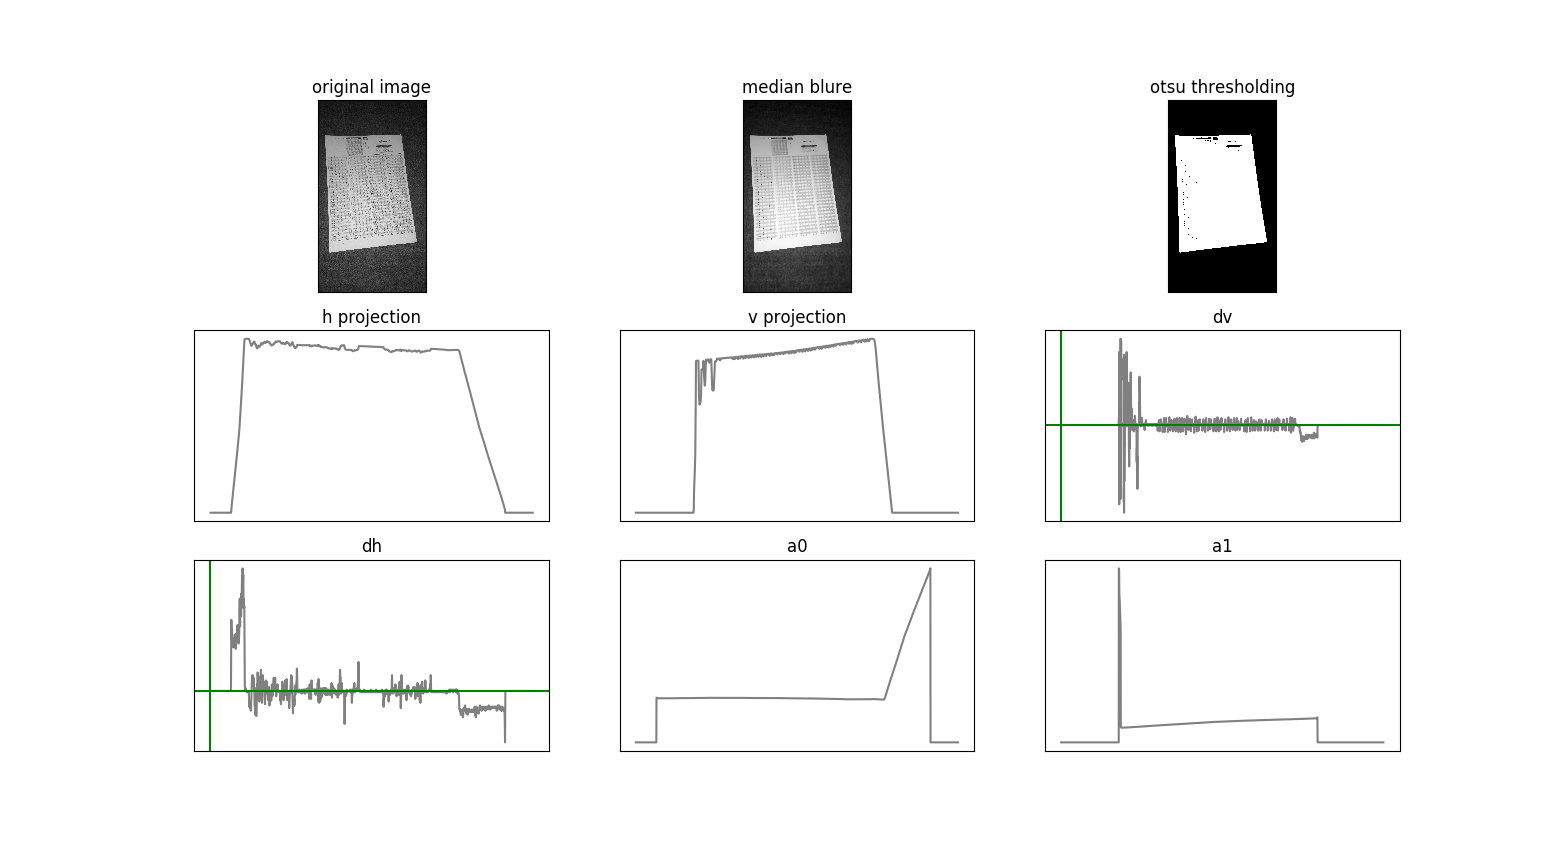 original image
median blure
otsu thresholding
h projection
v projection
dv
dh
a0
a1